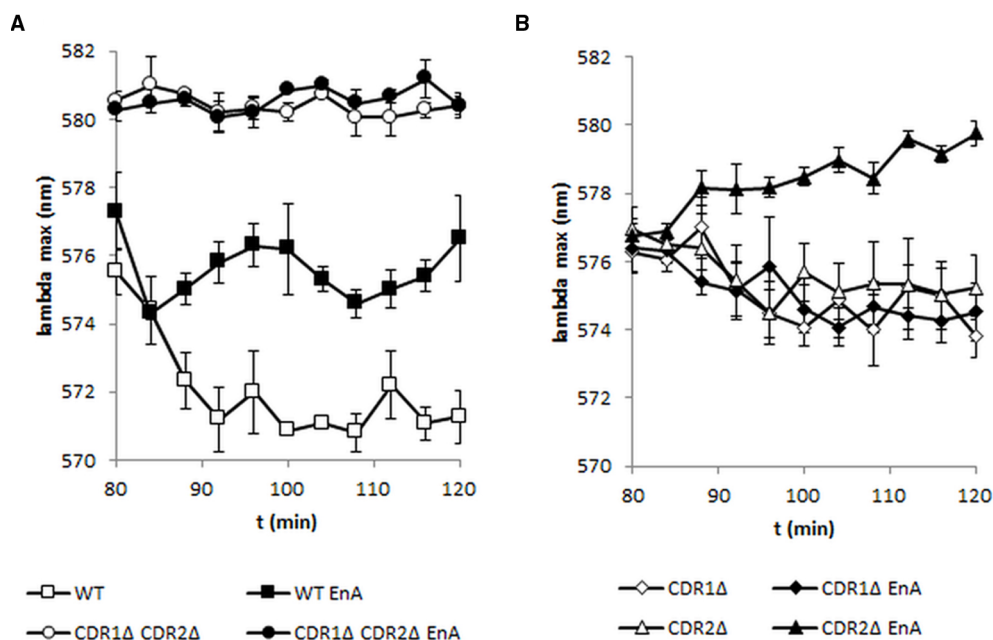 A
B
582
580
578
576
574
572
570
lambda max (nm)
80 90 100 110 120
t (min)
582
580
578
576
574
572
570
lambda max (nm)
80 90 100 110 120
t (min)
WT WT EnA
CDR1Δ CDR2Δ CDR1Δ CDR2Δ EnA
CDR1Δ CDR1Δ EnA
CDR2Δ CDR2Δ EnA